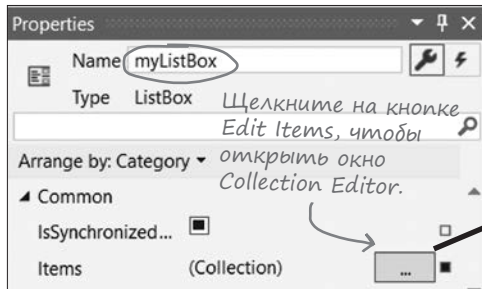 Properties
Name myListBox
Type ListBox
Щелкните на кнопке
Edit Items, чтобы
открыть окно
Collection Editor.
Arrange by: Category
Common
IsSynchronized...
Items (Collection) ...